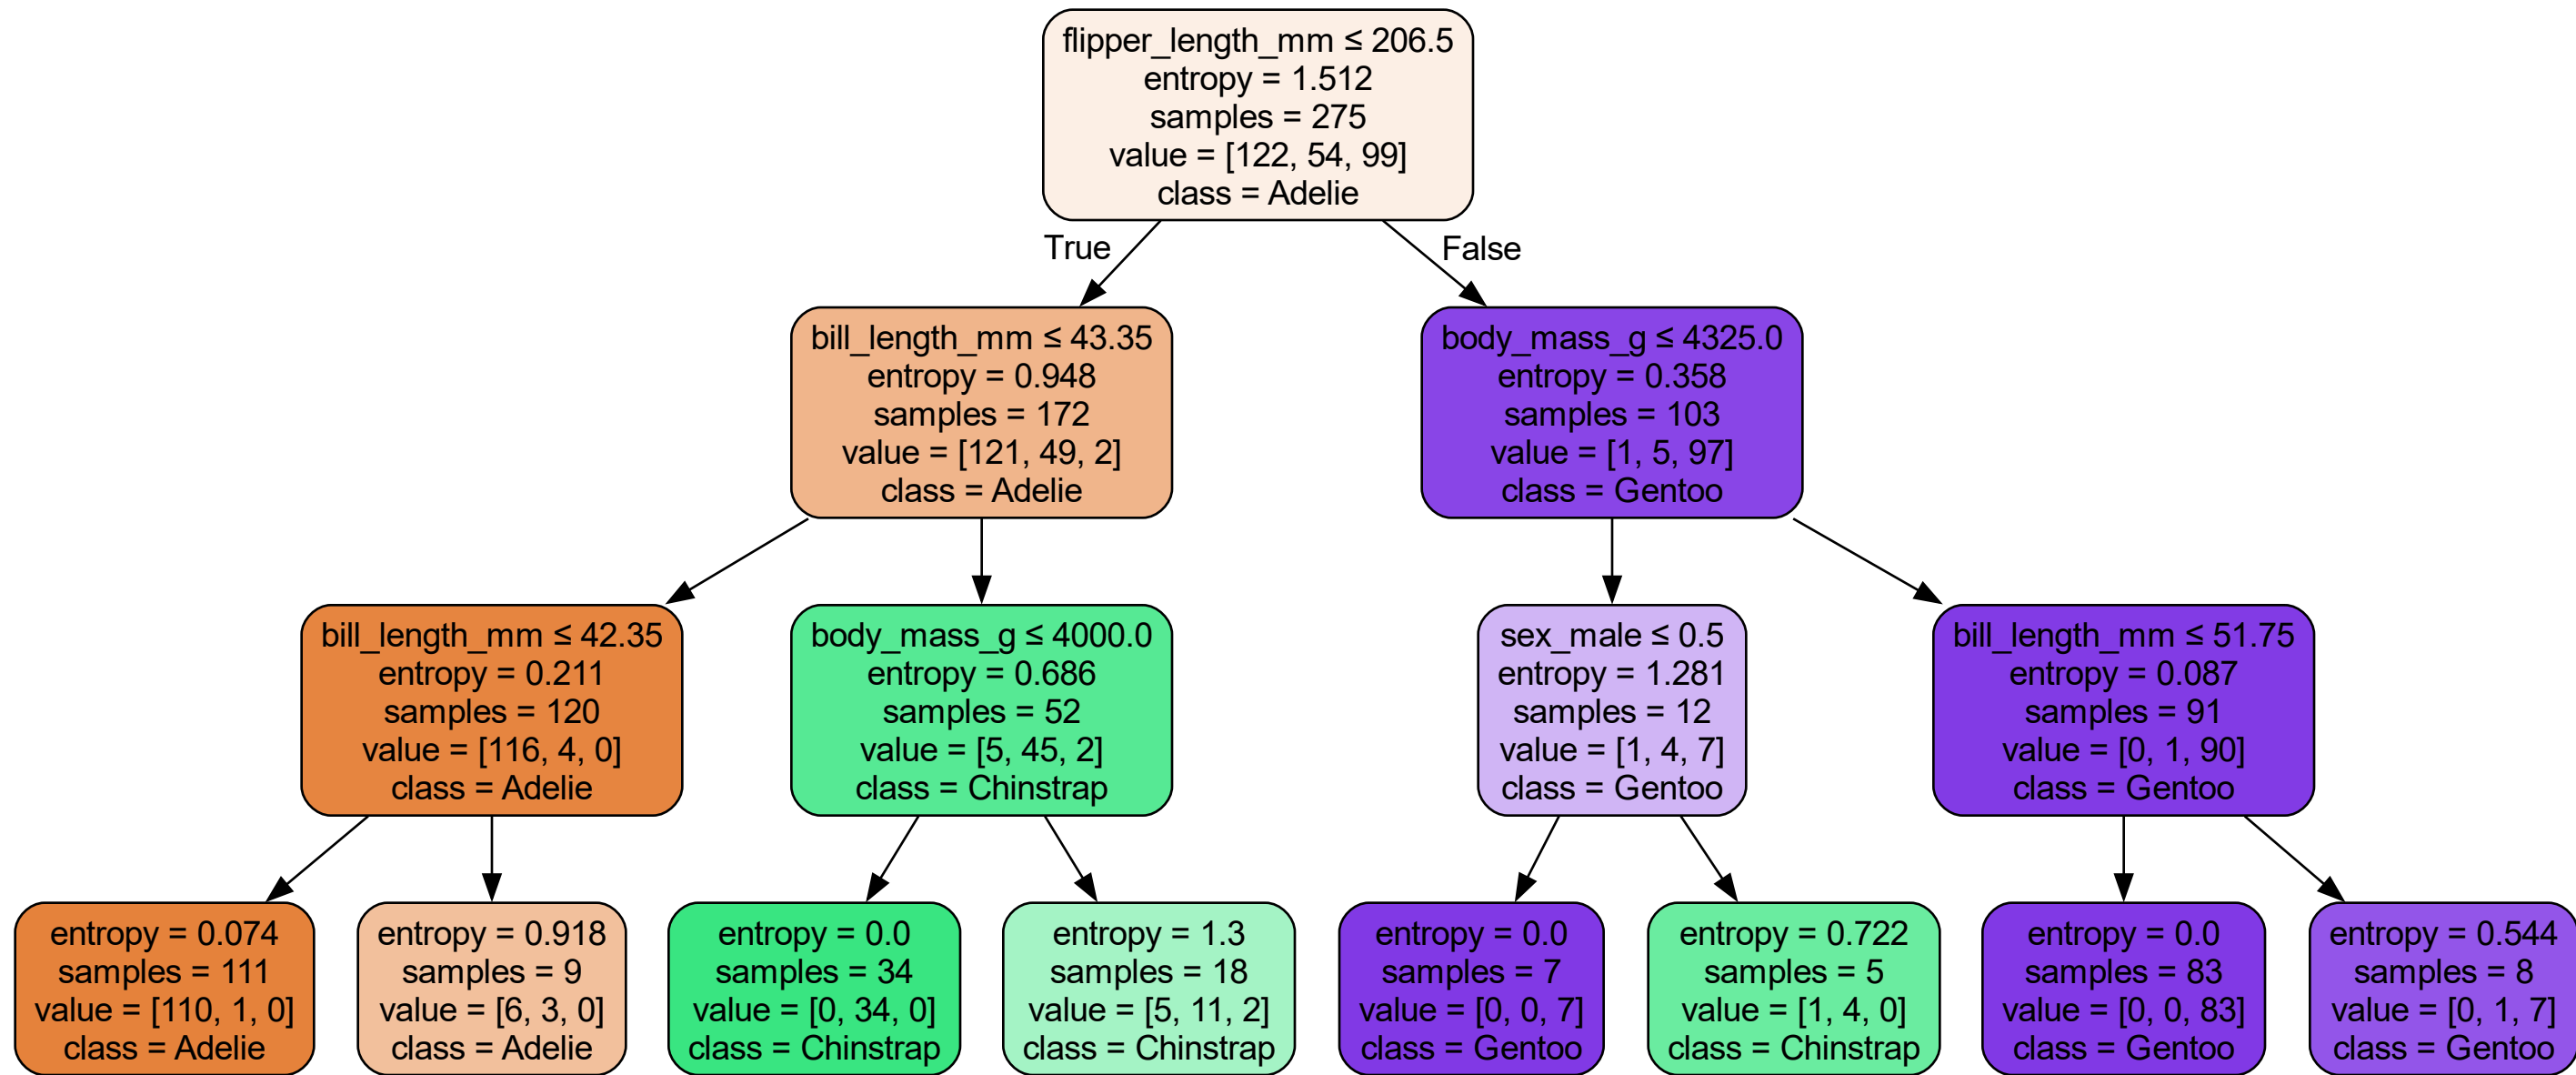 flipper_length_mm ≤ 206.5
entropy = 1.512
samples = 275
value = [122, 54, 99]
class = Adelie
True
False
bill_length_mm ≤ 43.35
entropy = 0.948
samples = 172
value = [121, 49, 2]
class = Adelie
body_mass_g ≤ 4325.0
entropy = 0.358
samples = 103
value = [1, 5, 97]
class = Gentoo
bill_length_mm ≤ 42.35
entropy = 0.211
samples = 120
value = [116, 4, 0]
class = Adelie
body_mass_g ≤ 4000.0
entropy = 0.686
samples = 52
value = [5, 45, 2]
class = Chinstrap
sex_male ≤ 0.5
entropy = 1.281
samples = 12
value = [1, 4, 7]
class = Gentoo
bill_length_mm ≤ 51.75
entropy = 0.087
samples = 91
value = [0, 1, 90]
class = Gentoo
entropy = 0.074
samples = 111
value = [110, 1, 0]
class = Adelie
entropy = 0.918
samples = 9
value = [6, 3, 0]
class = Adelie
entropy = 0.0
samples = 34
value = [0, 34, 0]
class = Chinstrap
entropy = 1.3
samples = 18
value = [5, 11, 2]
class = Chinstrap
entropy = 0.0
samples = 7
value = [0, 0, 7]
class = Gentoo
entropy = 0.722
samples = 5
value = [1, 4, 0]
class = Chinstrap
entropy = 0.0
samples = 83
value = [0, 0, 83]
class = Gentoo
entropy = 0.544
samples = 8
value = [0, 1, 7]
class = Gentoo